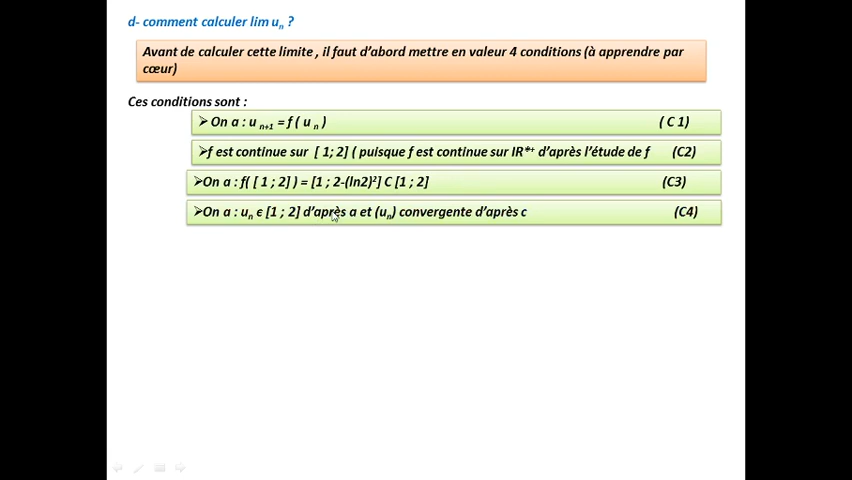 d- comment calculer lim uₙ ?
Avant de calculer cette limite , il faut d'abord mettre en valeur 4 conditions (à apprendre par
cœur)
Ces conditions sont :
➢ On a : u ₙ₊₁ = f ( u ₙ ) ( C 1)
➢f est continue sur [ 1; 2] ( puisque f est continue sur IR*⁺ d'après l'étude de f (C2)
➢On a : f( [ 1 ; 2] ) = [1 ; 2-(ln2)²] C [1 ; 2] (C3)
➢On a : uₙ є [1 ; 2] d'après a et (uₙ) convergente d'après c (C4)